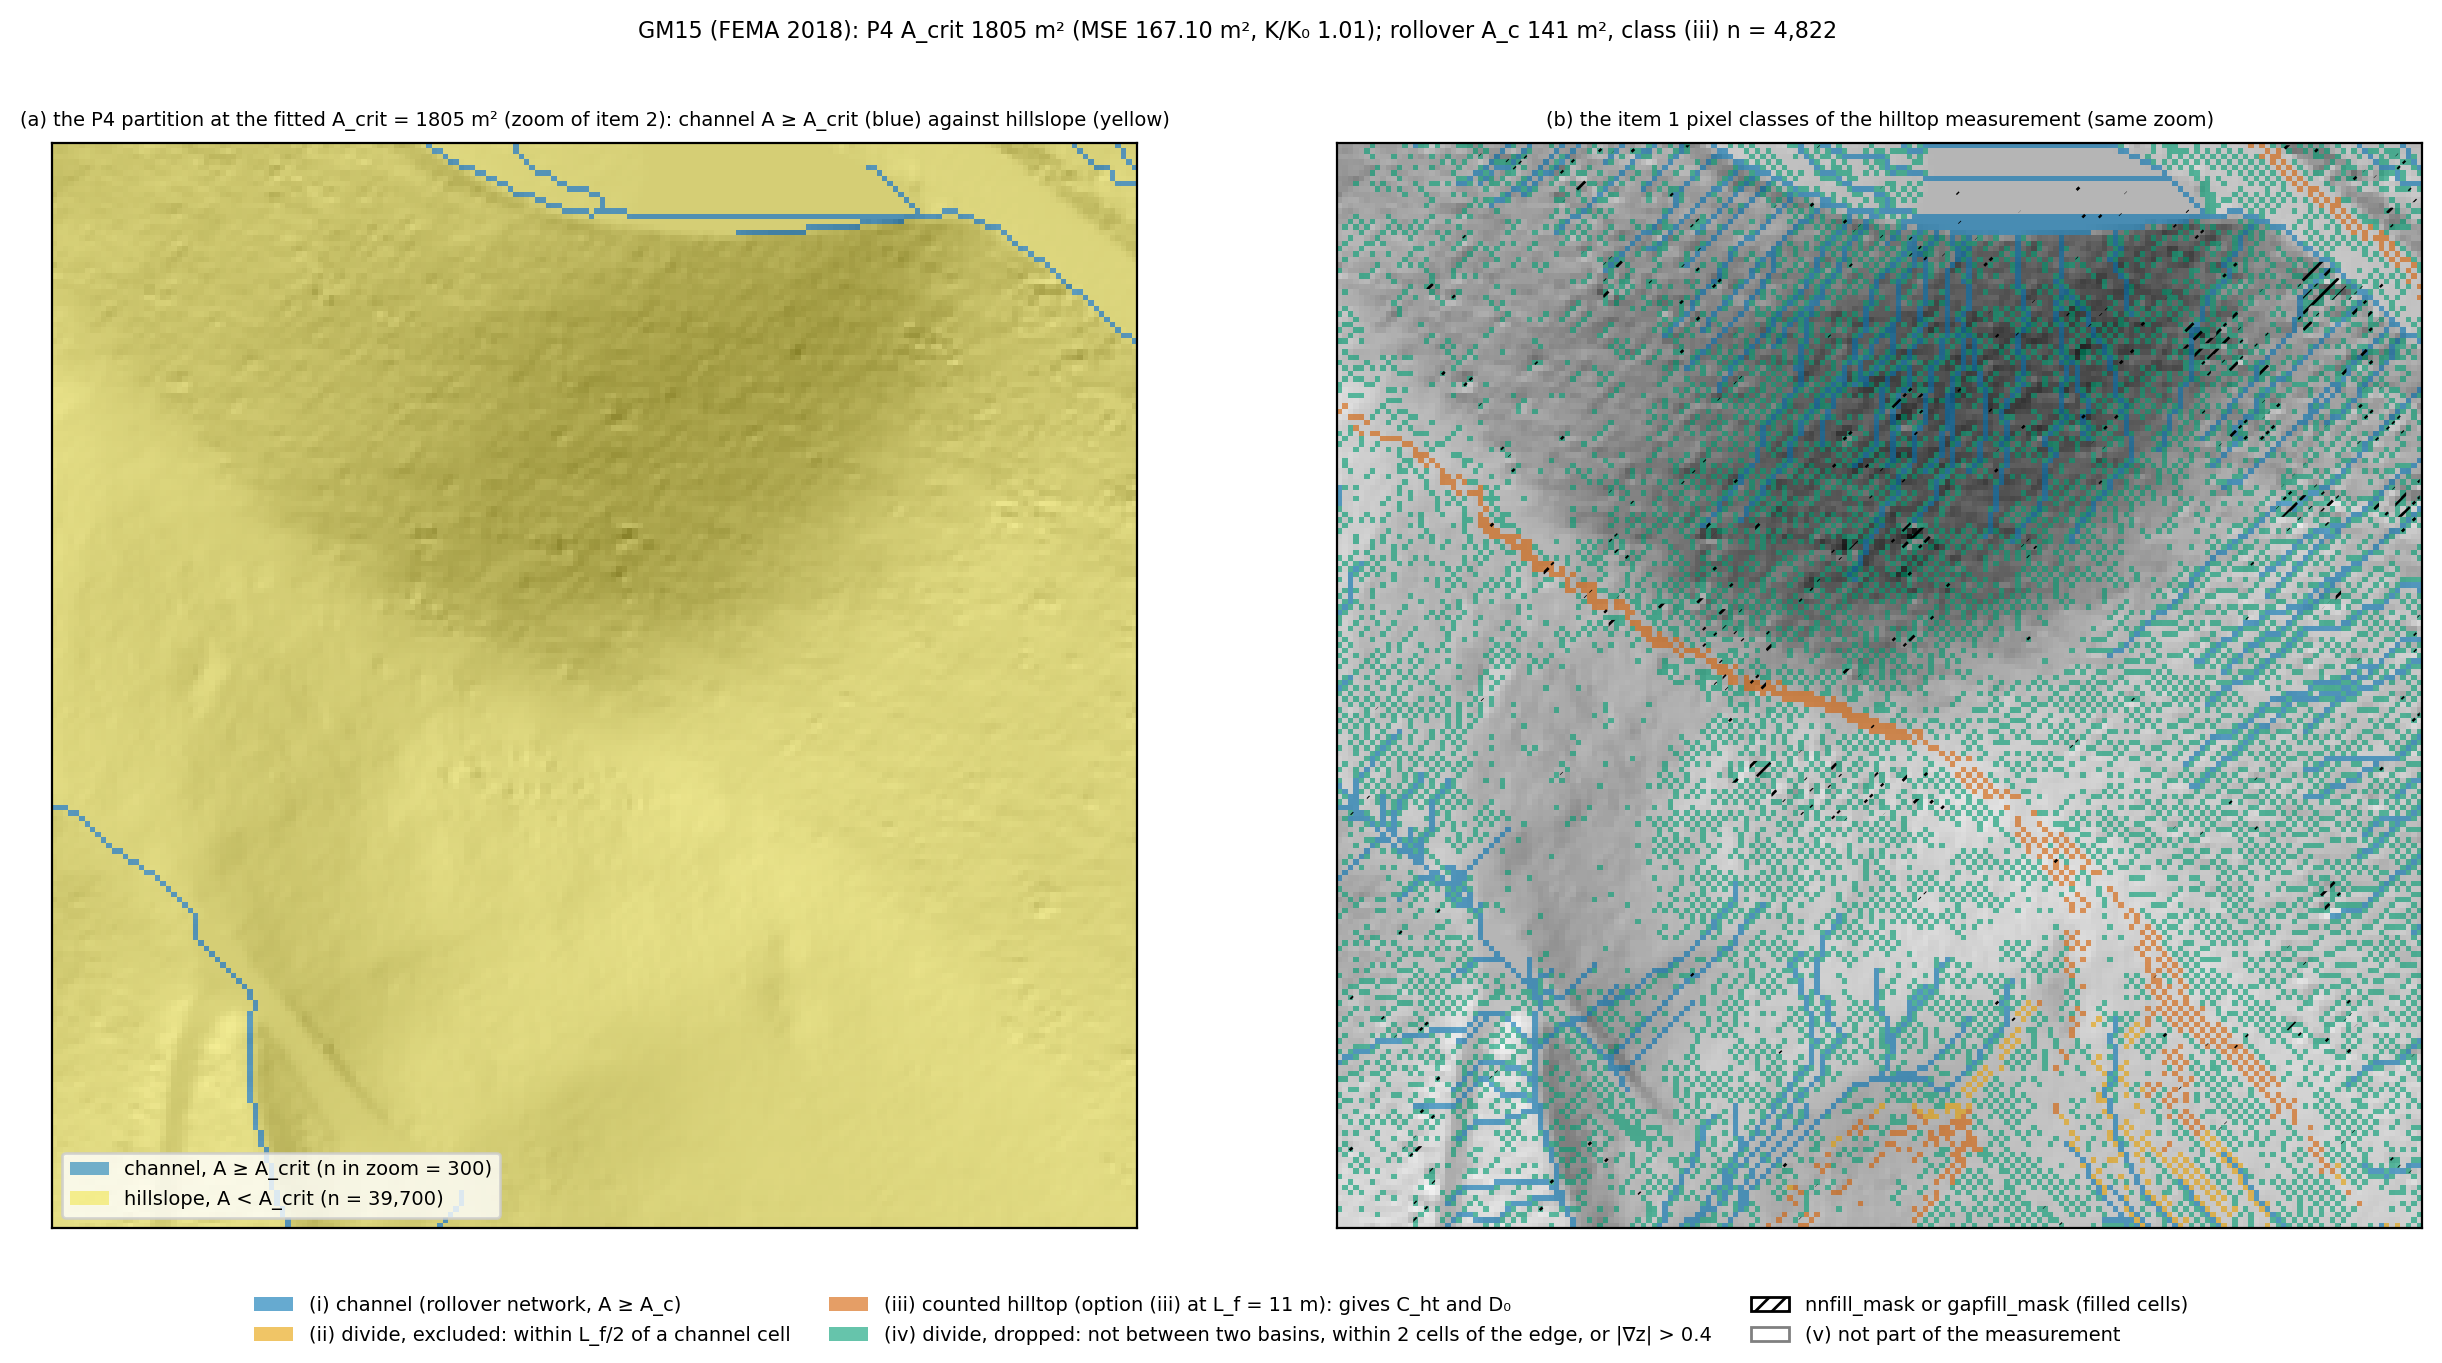 GM15 (FEMA 2018): P4 A_crit 1805 m² (MSE 167.10 m², K/K₀ 1.01); rollover A_c 141 m², class (iii) n = 4,822
(a) the P4 partition at the fitted A_crit = 1805 m² (zoom of item 2): channel A ≥ A_crit (blue) against hillslope (yellow)
(b) the item 1 pixel classes of the hilltop measurement (same zoom)
channel, A ≥ A_crit (n in zoom = 300)
hillslope, A < A_crit (n = 39,700)
(i) channel (rollover network, A ≥ A_c)
(ii) divide, excluded: within L_f/2 of a channel cell
(iii) counted hilltop (option (iii) at L_f = 11 m): gives C_ht and D₀
(iv) divide, dropped: not between two basins, within 2 cells of the edge, or |∇z| > 0.4
nnfill_mask or gapfill_mask (filled cells)
(v) not part of the measurement